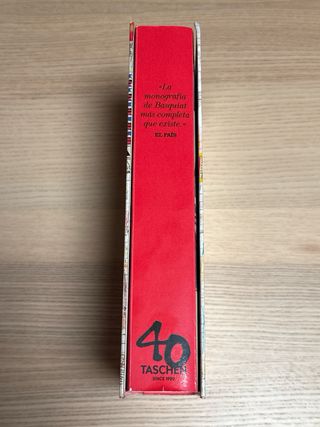 «La
monografía
de Basquiat
más completa
que existe.»
EL PAÍS
40
TASCHEN
SINCE 1980